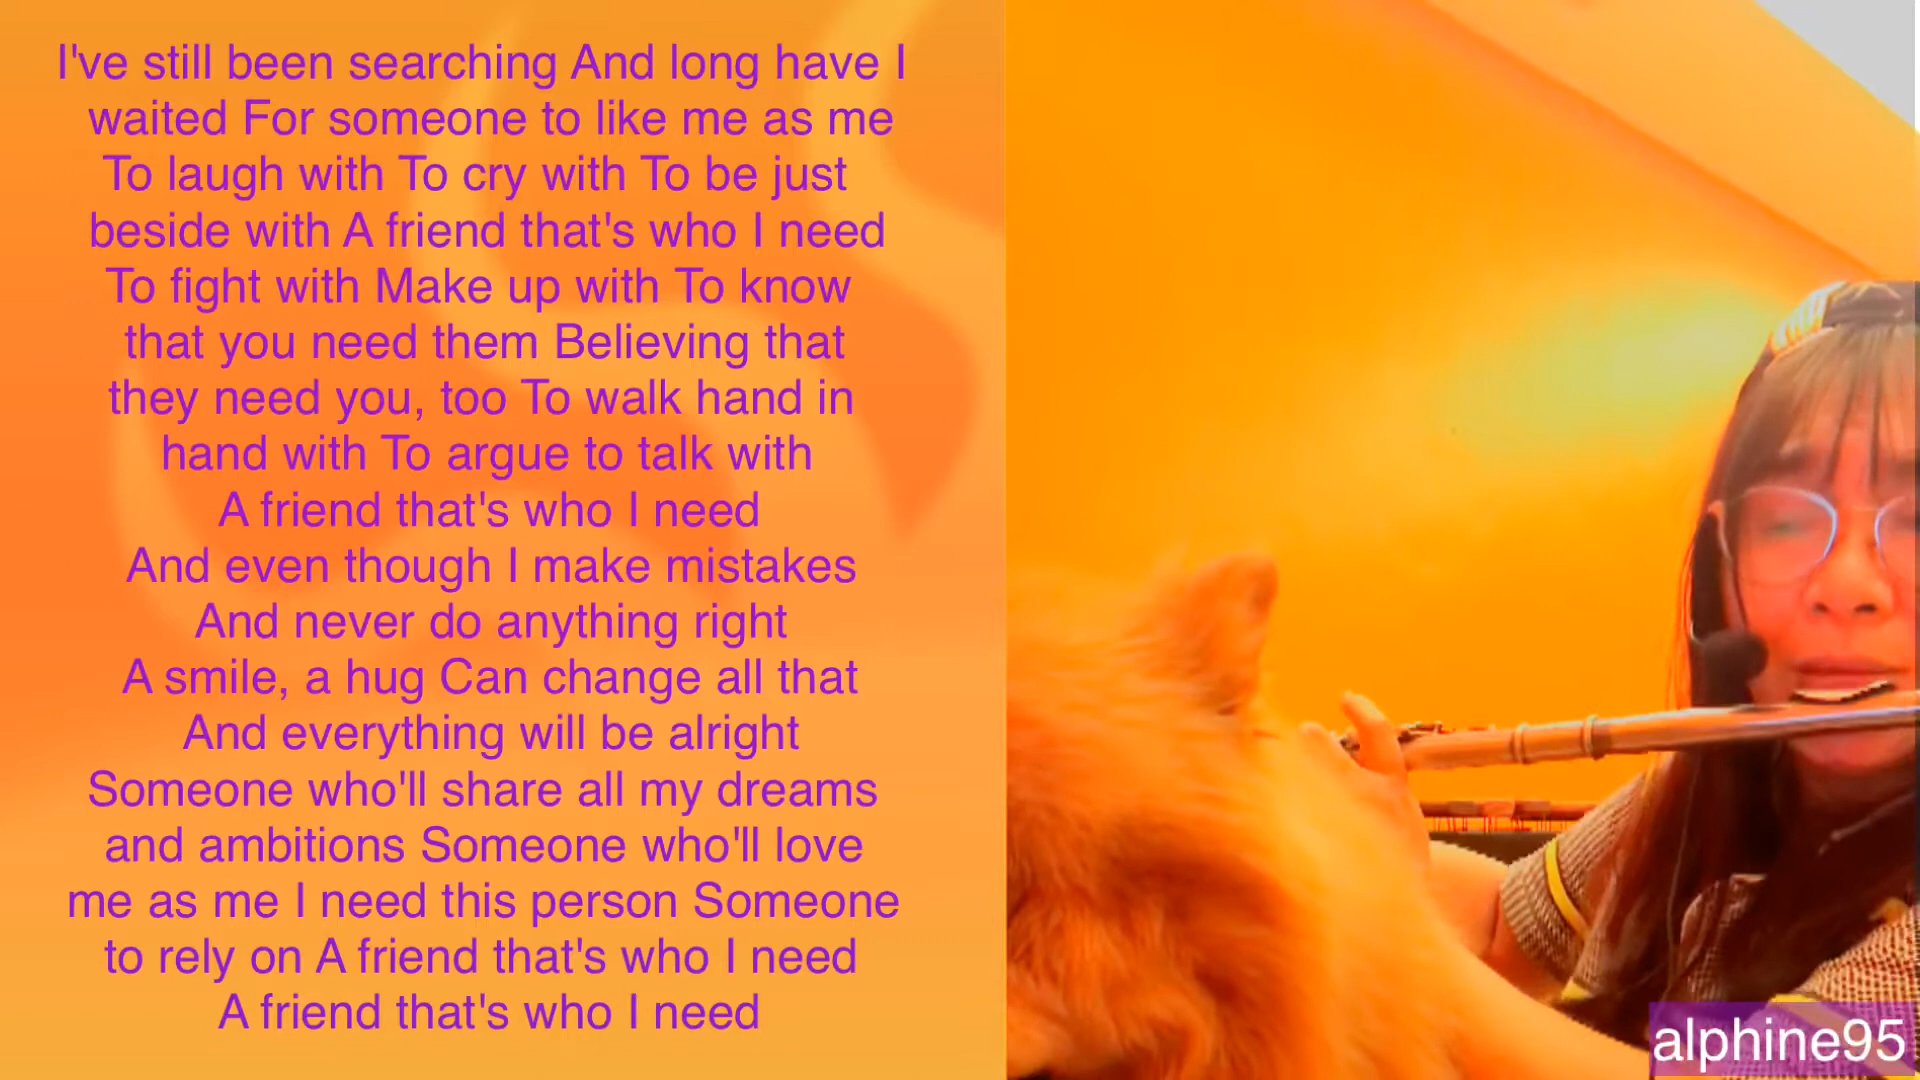 I've still been searching And long have I
waited For someone to like me as me
To laugh with To cry with To be just
beside with A friend that's who I need
To fight with Make up with To know
that you need them Believing that
they need you, too To walk hand in
hand with To argue to talk with
A friend that's who I need
And even though I make mistakes
And never do anything right
A smile, a hug Can change all that
And everything will be alright
Someone who'll share all my dreams
and ambitions Someone who'll love
me as me I need this person Someone
to rely on A friend that's who I need
A friend that's who I need
alphine95